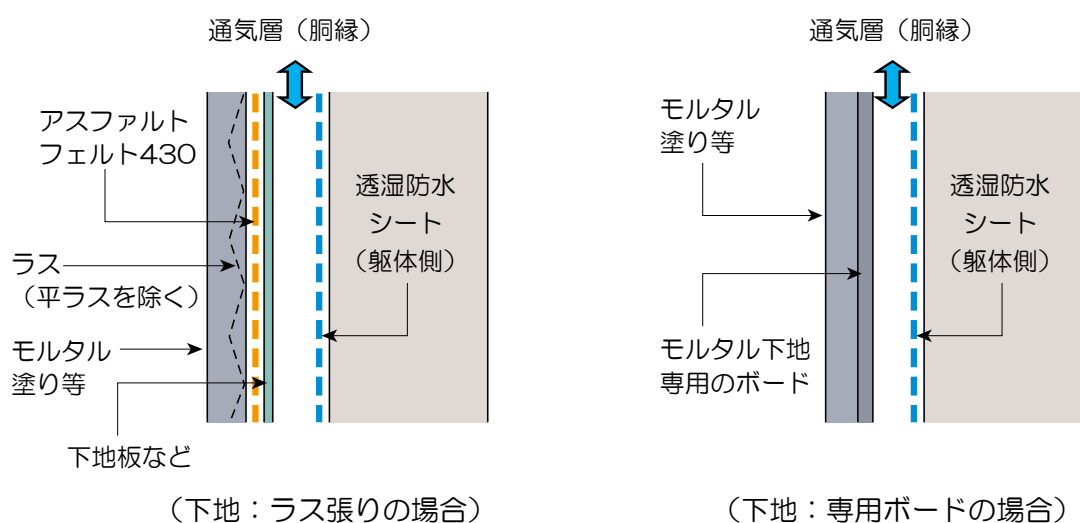 通気層（胴縁）
アスファルト
フェルト430
透湿防水
シート
（躯体側）
ラス
（平ラスを除く）
モルタル
塗り等
下地板など
（下地：ラス張りの場合）
通気層（胴縁）
モルタル
塗り等
透湿防水
シート
（躯体側）
モルタル下地
専用のボード
（下地：専用ボードの場合）